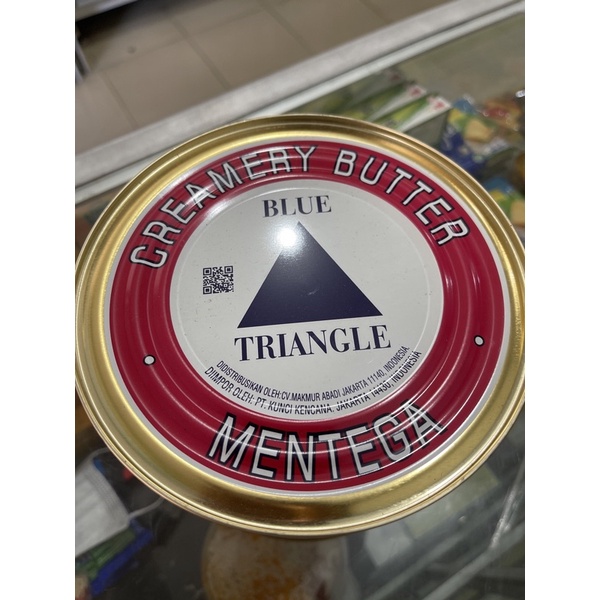 CREAMERY BUTTER
BLUE
TRIANGLE
DIDISTRIBUSIKAN OLEH:CV.MAKMUR ABADI JAKARTA 11140, INDONESIA
DIIMPOR OLEH: PT. KUNCI KENCANA. JAKARTA 14430, INDONESIA
MENTEGA